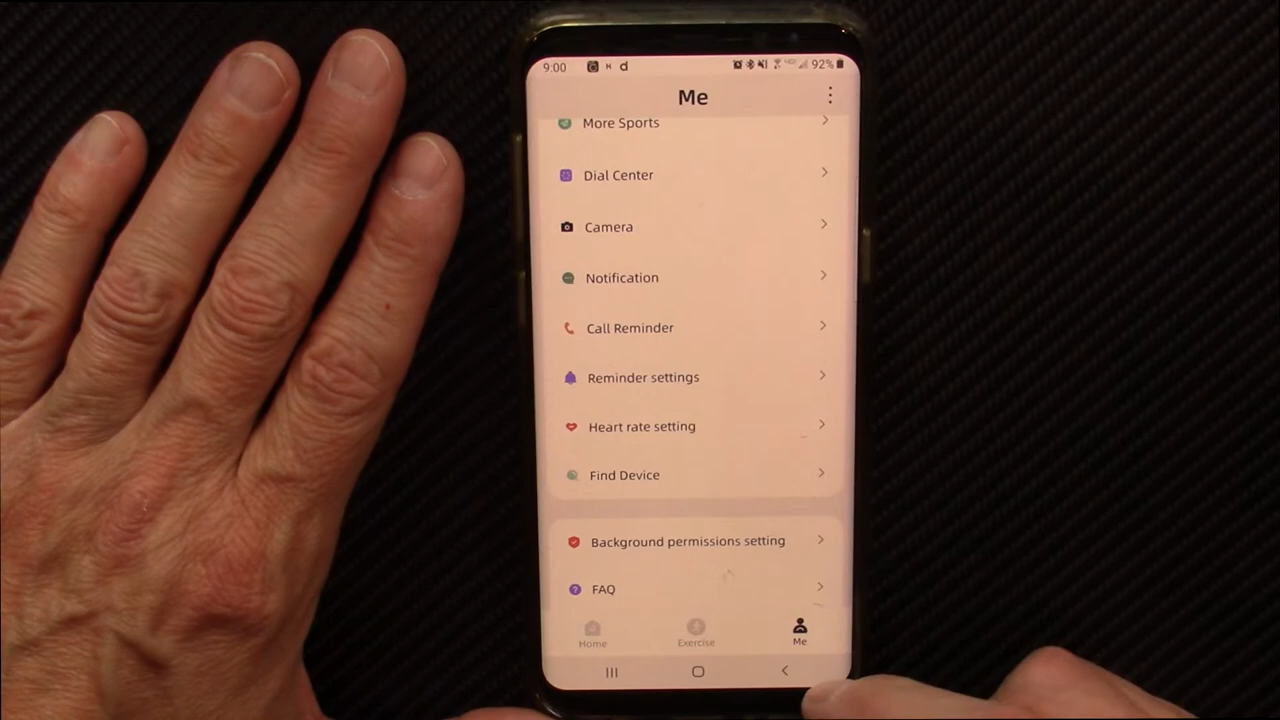 9:00
92%
Me
More Sports
Dial Center
Camera
Notification
Call Reminder
Reminder settings
Heart rate setting
Find Device
Background permissions setting
FAQ
Home
Exercise
Me